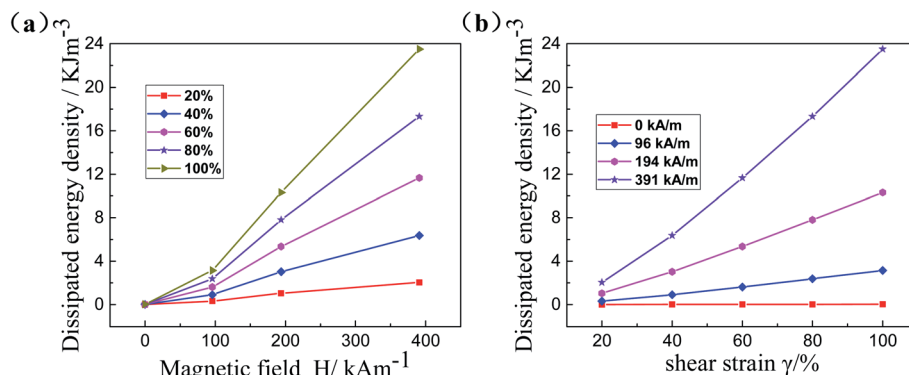 (a)
Dissipated energy density / KJm-3
24
20
16
12
8
4
0
20%
40%
60%
80%
100%
0 100 200 300 400 500
Magnetic field H/ kAm-1
(b)
Dissipated energy density / KJm-3
24
20
16
12
8
4
0
0 kA/m
96 kA/m
194 kA/m
391 kA/m
20 40 60 80 100
shear strain γ/%